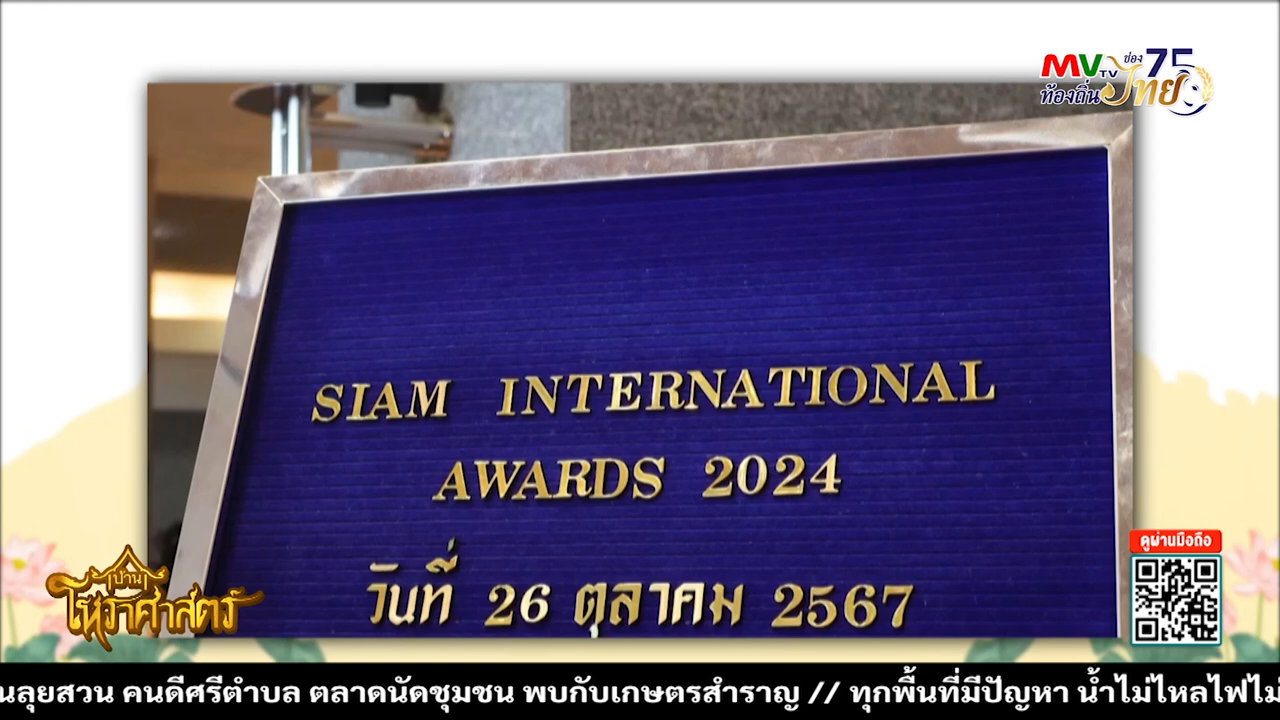 MVTV ช่อง 75
ท้องถิ่นไทย
SIAM INTERNATIONAL
AWARDS 2024
วันที่ 26 ตุลาคม 2567
บ้าน
โหราศาสตร์
ดูผ่านมือถือ
นลุยสวน คนดีศรีตำบล ตลาดนัดชุมชน พบกับเกษตรสำราญ // ทุกพื้นที่มีปัญหา น้ำไม่ไหลไฟไม่